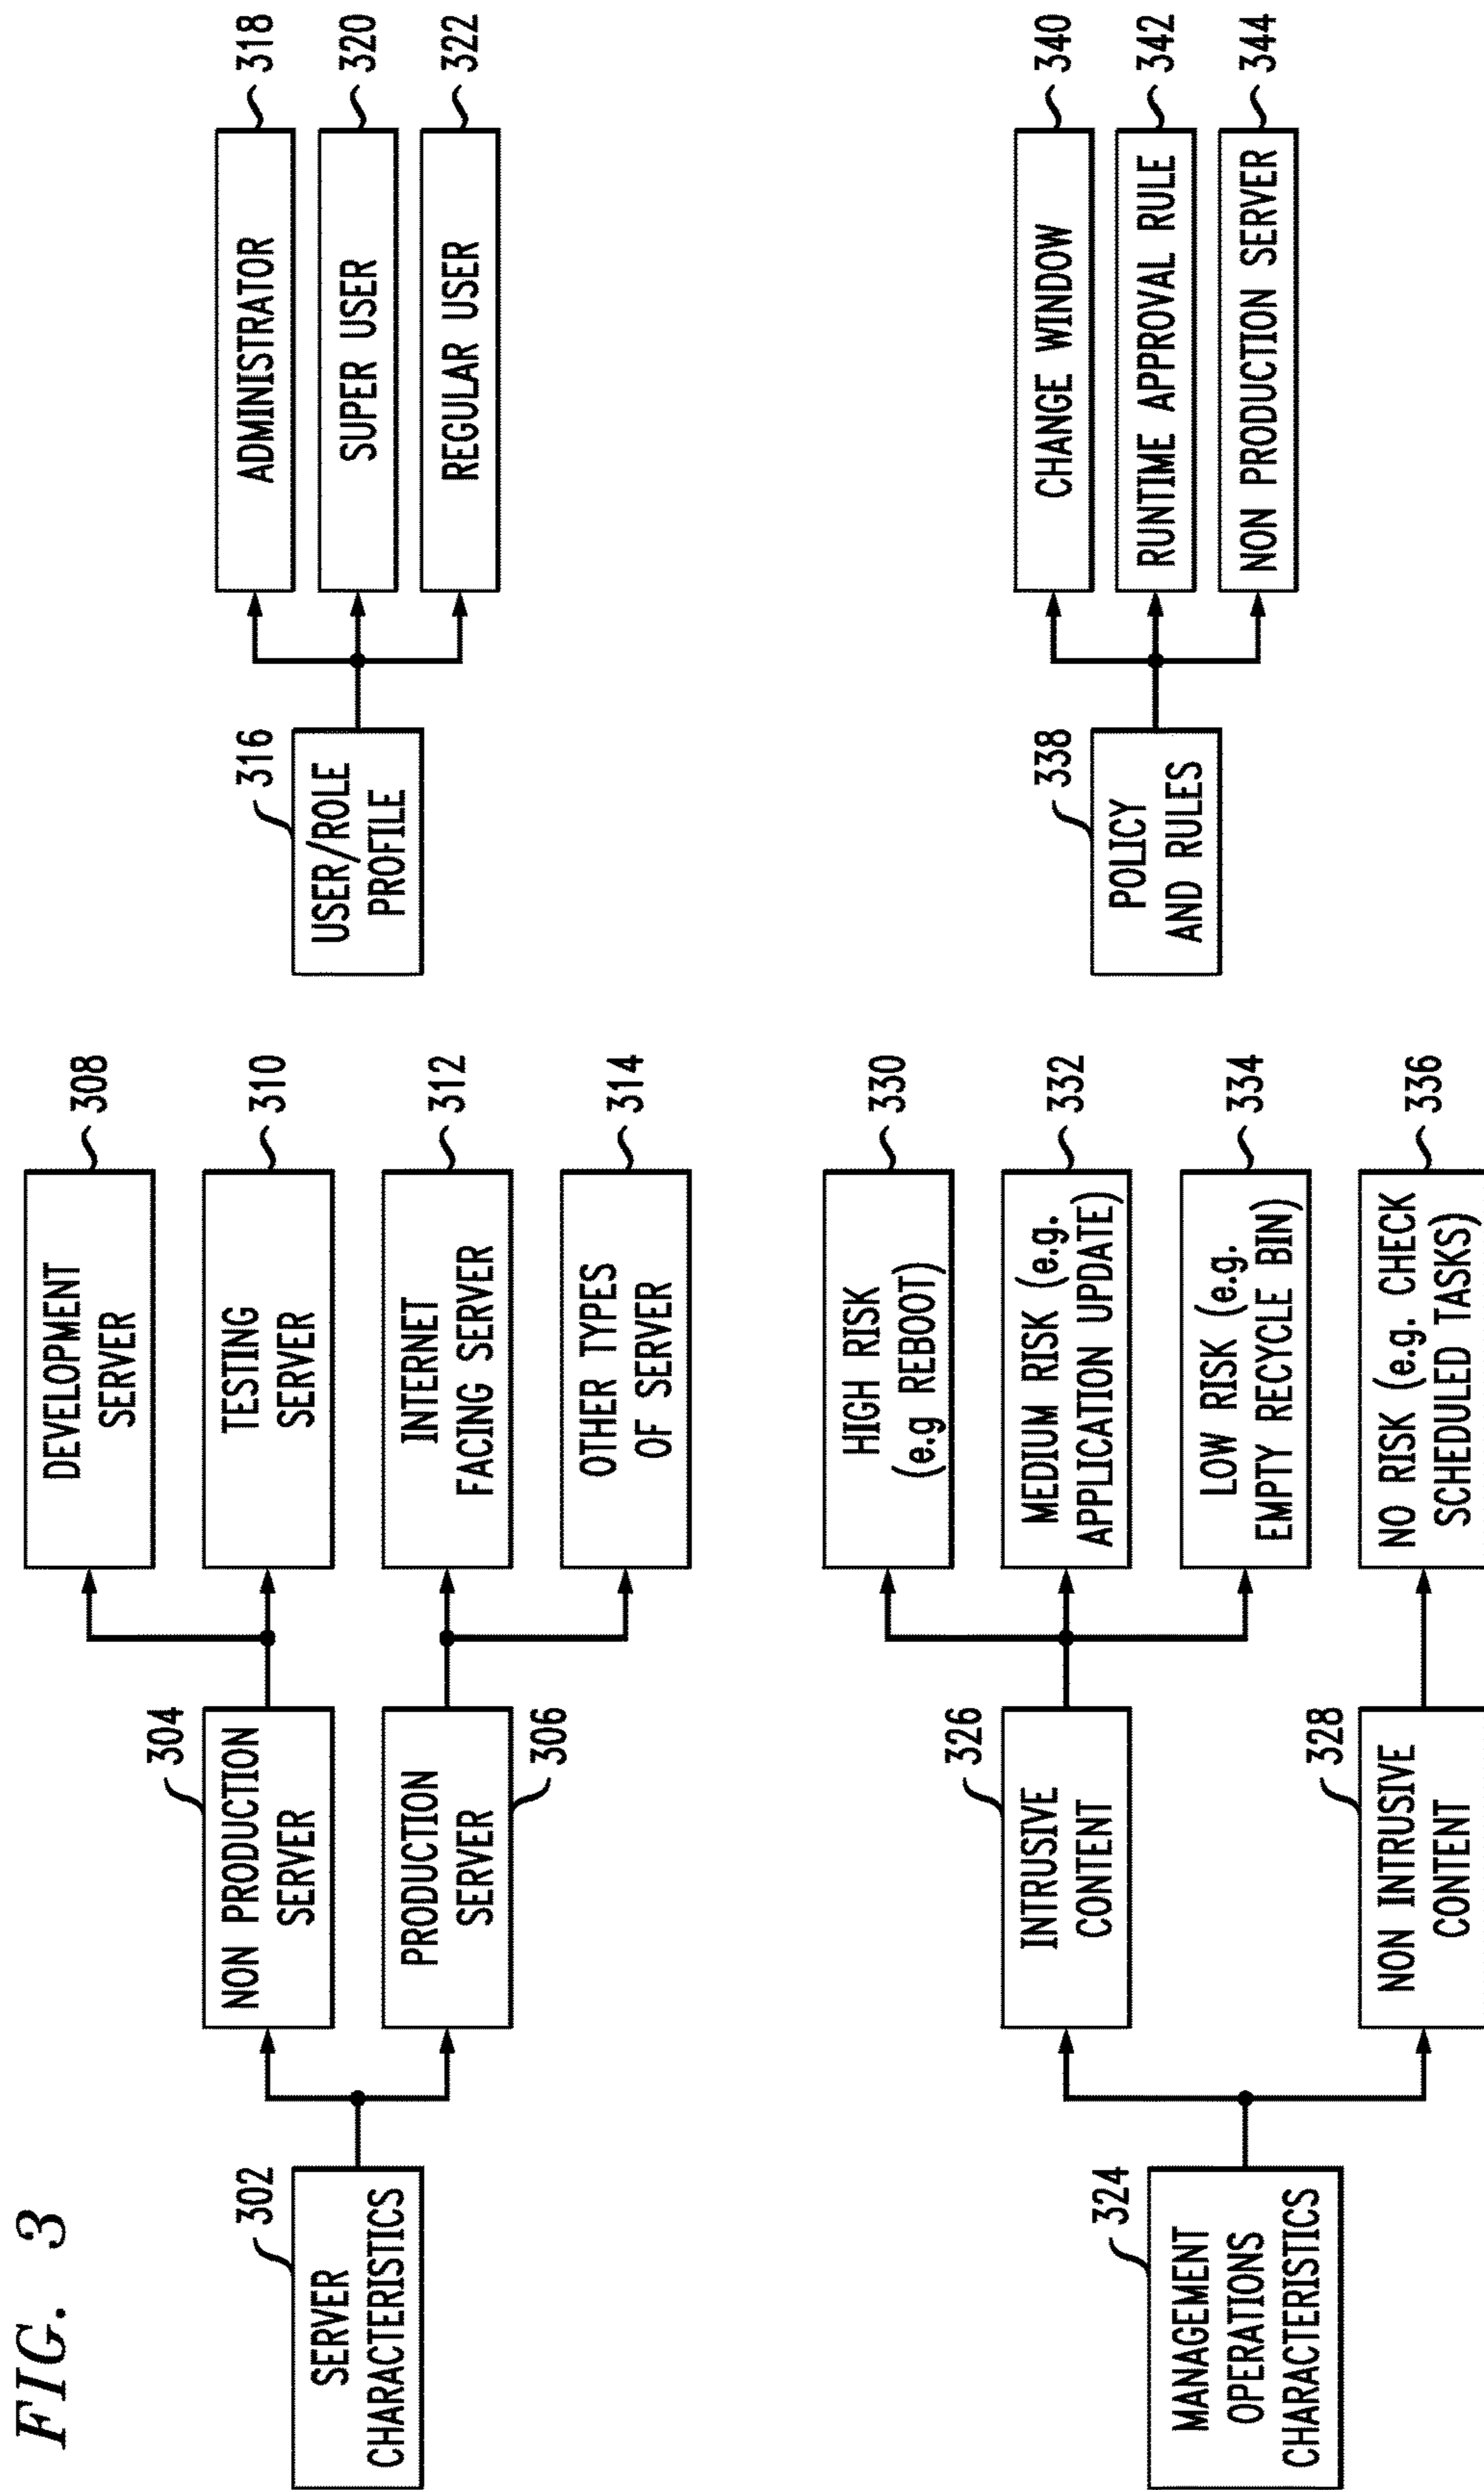 FIG. 3
302
SERVER
CHARACTERISTICS
304
NON PRODUCTION
SERVER
PRODUCTION
SERVER
306
DEVELOPMENT
SERVER
308
TESTING
SERVER
310
INTERNET
FACING SERVER
312
OTHER TYPES
OF SERVER
314
316
USER/ROLE
PROFILE
ADMINISTRATOR
318
SUPER USER
320
REGULAR USER
322
324
MANAGEMENT
OPERATIONS
CHARACTERISTICS
326
INTRUSIVE
CONTENT
328
NON INTRUSIVE
CONTENT
HIGH RISK
(e.g REBOOT)
330
MEDIUM RISK (e.g.
APPLICATION UPDATE)
332
LOW RISK (e.g.
EMPTY RECYCLE BIN)
334
NO RISK (e.g. CHECK
SCHEDULED TASKS)
336
338
POLICY
AND RULES
CHANGE WINDOW
340
RUNTIME APPROVAL RULE
342
NON PRODUCTION SERVER
344